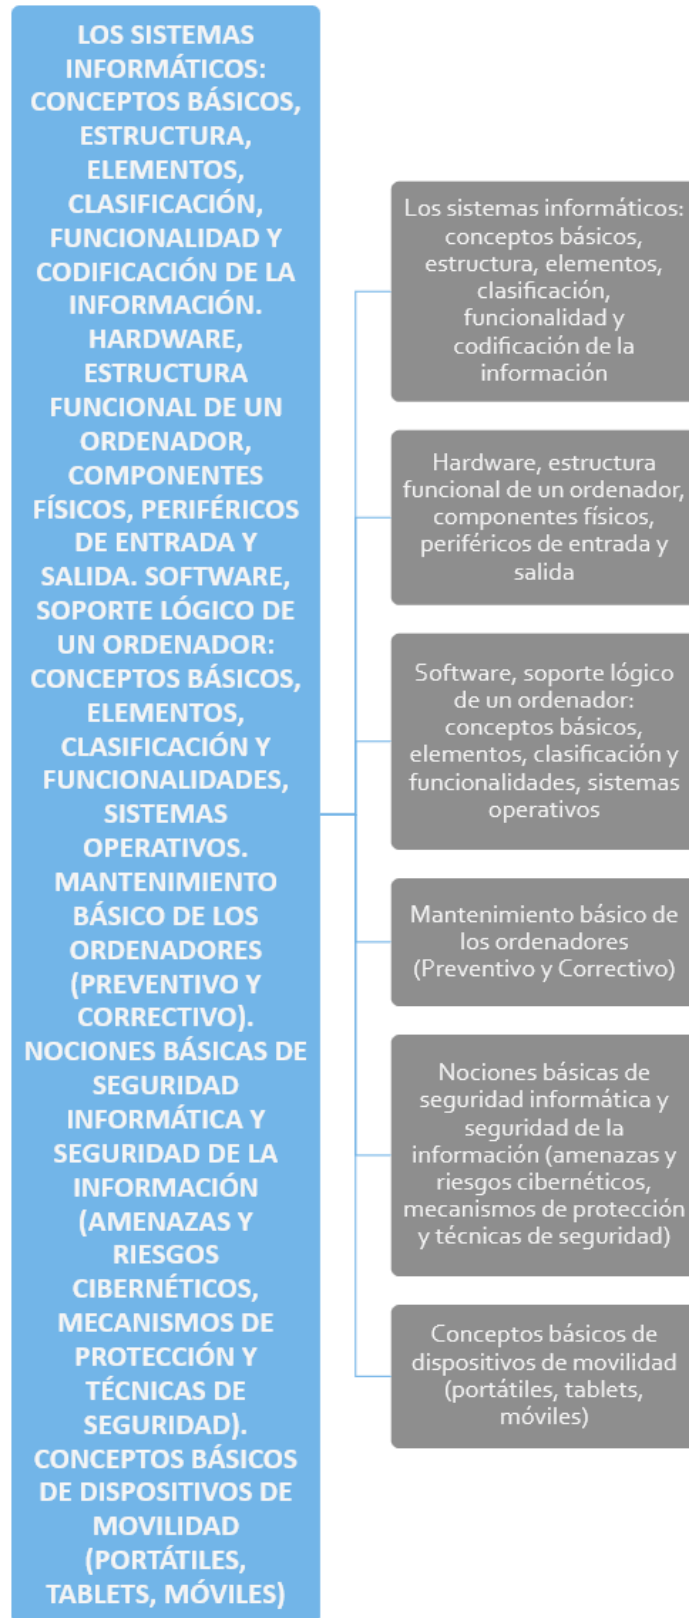 LOS SISTEMAS
INFORMÁTICOS:
CONCEPTOS BÁSICOS,
ESTRUCTURA,
ELEMENTOS,
CLASIFICACIÓN,
FUNCIONALIDAD Y
CODIFICACIÓN DE LA
INFORMACIÓN.
HARDWARE,
ESTRUCTURA
FUNCIONAL DE UN
ORDENADOR,
COMPONENTES
FÍSICOS, PERIFÉRICOS
DE ENTRADA Y
SALIDA. SOFTWARE,
SOPORTE LÓGICO DE
UN ORDENADOR:
CONCEPTOS BÁSICOS,
ELEMENTOS,
CLASIFICACIÓN Y
FUNCIONALIDADES,
SISTEMAS
OPERATIVOS.
MANTENIMIENTO
BÁSICO DE LOS
ORDENADORES
(PREVENTIVO Y
CORRECTIVO).
NOCIONES BÁSICAS DE
SEGURIDAD
INFORMÁTICA Y
SEGURIDAD DE LA
INFORMACIÓN
(AMENAZAS Y
RIESGOS
CIBERNÉTICOS,
MECANISMOS DE
PROTECCIÓN Y
TÉCNICAS DE
SEGURIDAD).
CONCEPTOS BÁSICOS
DE DISPOSITIVOS DE
MOVILIDAD
(PORTÁTILES,
TABLETS, MÓVILES)
Los sistemas informáticos:
conceptos básicos,
estructura, elementos,
clasificación,
funcionalidad y
codificación de la
información
Hardware, estructura
funcional de un ordenador,
componentes físicos,
periféricos de entrada y
salida
Software, soporte lógico
de un ordenador:
conceptos básicos,
elementos, clasificación y
funcionalidades, sistemas
operativos
Mantenimiento básico de
los ordenadores
(Preventivo y Correctivo)
Nociones básicas de
seguridad informática y
seguridad de la
información (amenazas y
riesgos cibernéticos,
mecanismos de protección
y técnicas de seguridad)
Conceptos básicos de
dispositivos de movilidad
(portátiles, tablets,
móviles)